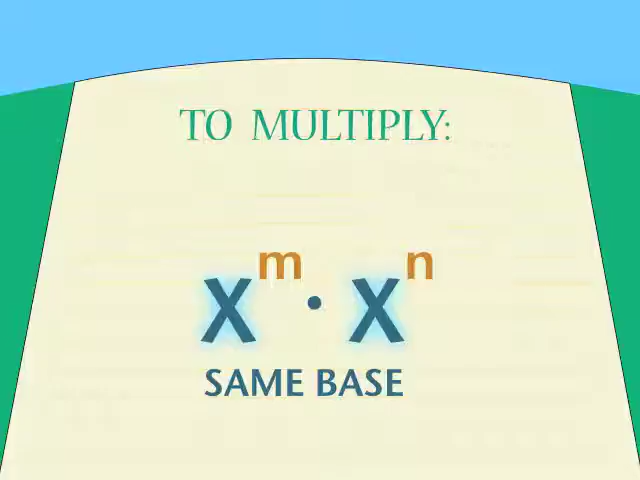 TO MULTIPLY:
xᵐ · xⁿ
SAME BASE